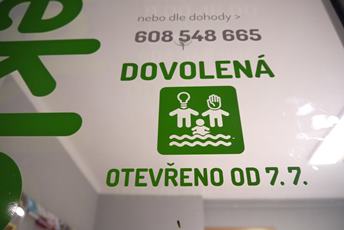 nebo dle dohody >
608 548 665
DOVOLENÁ
OTEVŘENO OD 7.7.